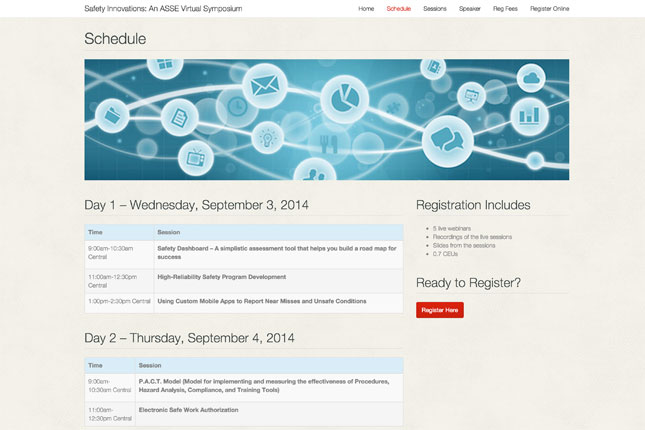 Safety Innovations: An ASSE Virtual Symposium
Home Schedule Sessions Speaker Reg Fees Register Online
Schedule
Day 1 – Wednesday, September 3, 2014
Time Session
9:00am-10:30am Central
Safety Dashboard – A simplistic assessment tool that helps you build a road map for
success
11:00am-12:30pm Central
High-Reliability Safety Program Development
1:00pm-2:30pm Central Using Custom Mobile Apps to Report Near Misses and Unsafe Conditions
Day 2 – Thursday, September 4, 2014
Time Session
9:00am-
10:30am Central
P.A.C.T. Model (Model for implementing and measuring the effectiveness of Procedures,
Hazard Analysis, Compliance, and Training Tools)
11:00am-
12:30pm Central
Electronic Safe Work Authorization
Registration Includes
5 live webinars
Recordings of the live sessions
Slides from the sessions
0.7 CEUs
Ready to Register?
Register Here